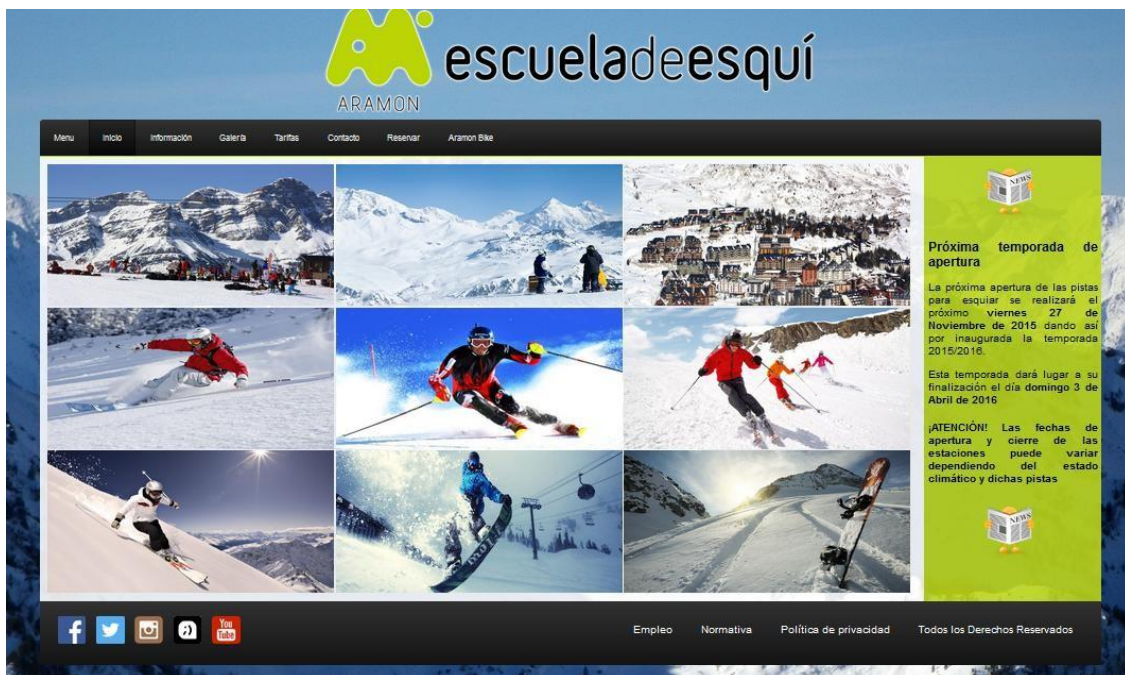 escueladeesquí
ARAMON
Menu
Inicio
Información
Galería
Tarifas
Contacto
Reservar
Aramon Bike
NEWS
Próxima temporada de
apertura
La próxima apertura de las pistas
para esquiar se realizará el
próximo viernes 27 de
Noviembre de 2015 dando así
por inaugurada la temporada
2015/2016.
Esta temporada dará lugar a su
finalización el día domingo 3 de
Abril de 2016
¡ATENCIÓN! Las fechas de
apertura y cierre de las
estaciones puede variar
dependiendo del estado
climático y dichas pistas
NEWS
You
Tube
Empleo
Normativa
Política de privacidad
Todos los Derechos Reservados